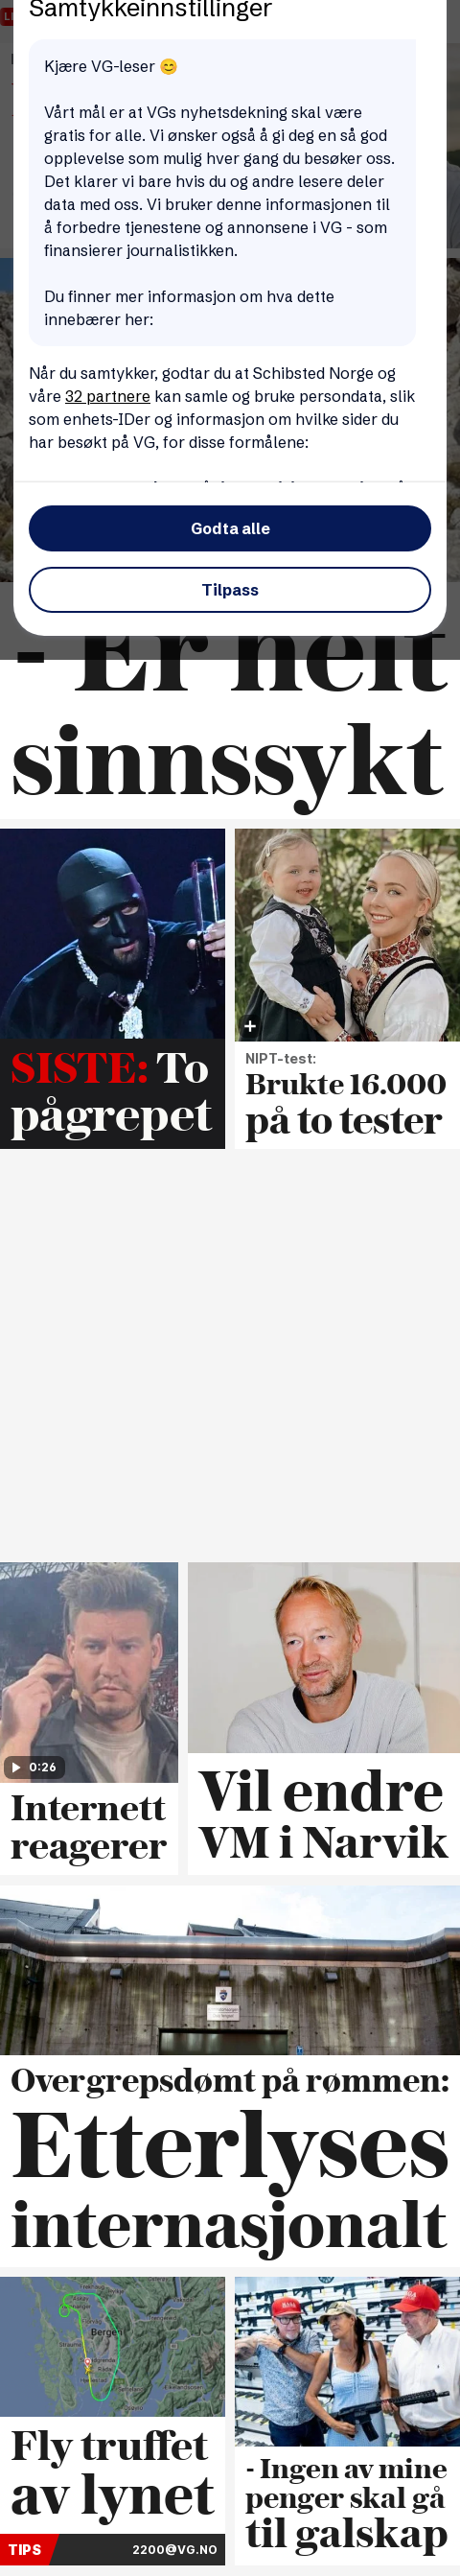 Samtykkeinnstillinger
Kjære VG-leser 😊
Vårt mål er at VGs nyhetsdekning skal være
gratis for alle. Vi ønsker også å gi deg en så god
opplevelse som mulig hver gang du besøker oss.
Det klarer vi bare hvis du og andre lesere deler
data med oss. Vi bruker denne informasjonen til
å forbedre tjenestene og annonsene i VG - som
finansierer journalistikken.
Du finner mer informasjon om hva dette
innebærer her:
Når du samtykker, godtar du at Schibsted Norge og
våre 32 partnere kan samle og bruke persondata, slik
som enhets-IDer og informasjon om hvilke sider du
har besøkt på VG, for disse formålene:
Godta alle
Tilpass
- Er helt
sinnssykt
SISTE: To
pågrepet
NIPT-test:
Brukte 16.000
på to tester
0:26
Internett
reagerer
Vil endre
VM i Narvik
Overgrepsdømt på rømmen:
Etterlyses
internasjonalt
Fly truffet
av lynet
TIPS
2200@VG.NO
- Ingen av mine
penger skal gå
til galskap